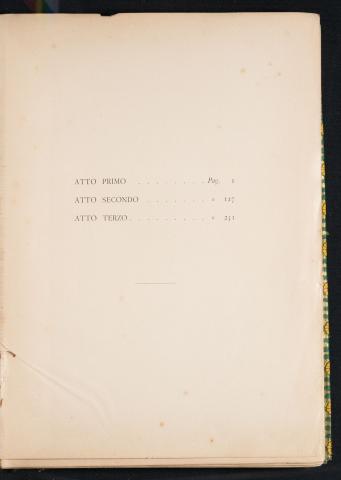 ATTO PRIMO . . . . . . . . Pag. 1
ATTO SECONDO . . . . . . . » 127
ATTO TERZO . . . . . . . . . » 251